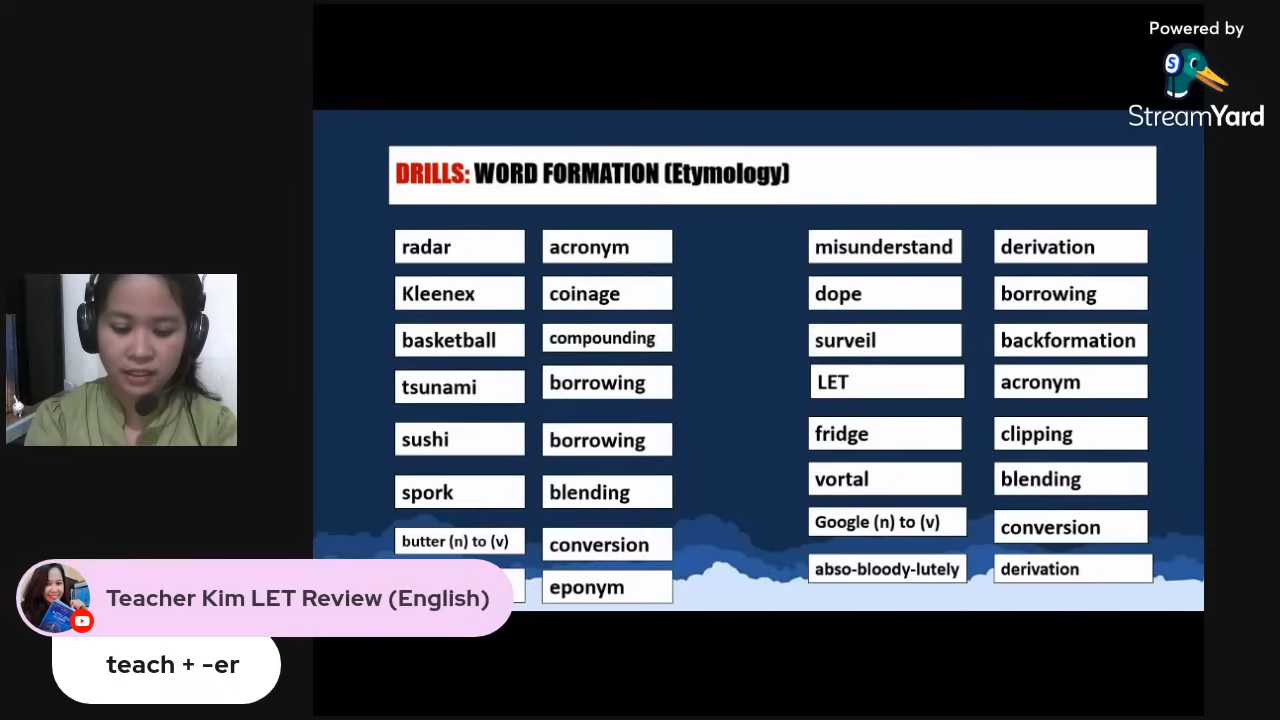 Powered by
StreamYard
DRILLS: WORD FORMATION (Etymology)
radar
acronym
Kleenex
coinage
basketball
compounding
tsunami
borrowing
sushi
borrowing
spork
blending
butter (n) to (v)
conversion
eponym
misunderstand
derivation
dope
borrowing
surveil
backformation
LET
acronym
fridge
clipping
vortal
blending
Google (n) to (v)
conversion
abso-bloody-lutely
derivation
Teacher Kim LET Review (English)
teach + -er